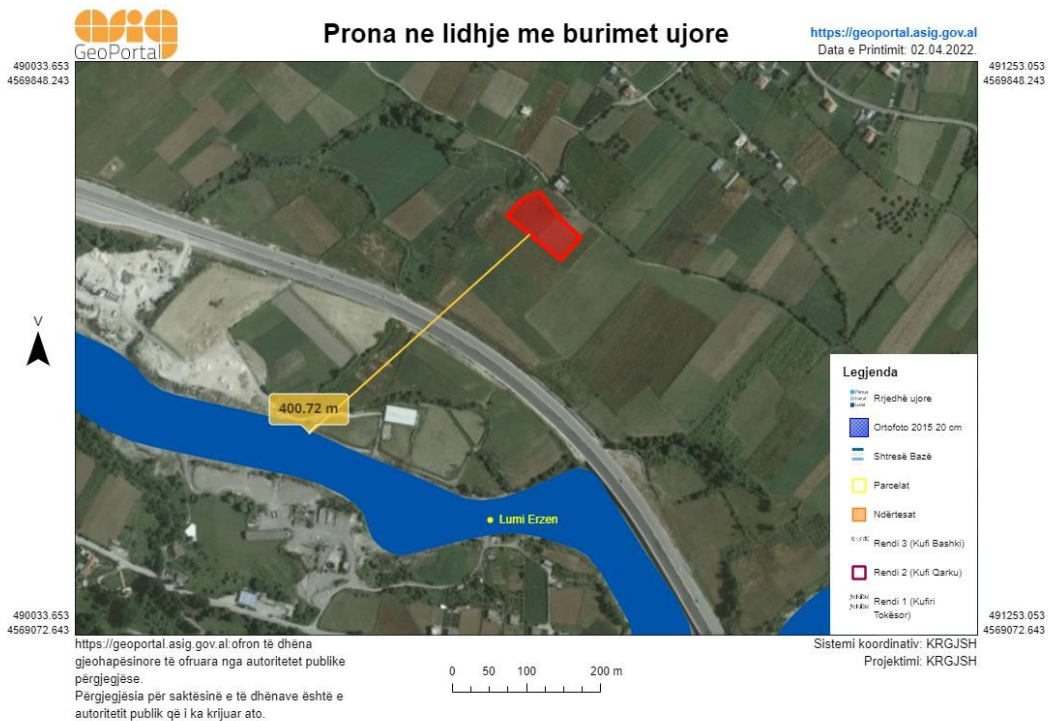 asig
GeoPortal
Prona ne lidhje me burimet ujore
https://geoportal.asig.gov.al
Data e Printimit: 02.04.2022.
490033.653
4569848.243
491253.053
4569848.243
V
400.72 m
Lumi Erzen
Legjenda
Rrjedhë ujore
Ortofoto 2015 20 cm
Shtresë Bazë
Parcelat
Ndërtesat
Rendi 3 (Kufi Bashki)
Rendi 2 (Kufi Qarku)
Rendi 1 (Kufiri
Tokësor)
490033.653
4569072.643
491253.053
4569072.643
https://geoportal.asig.gov.al:ofron të dhëna
gjeohapësinore të ofruara nga autoritetet publike
përgjegjëse.
Përgjegjësia për saktësinë e të dhënave është e
autoritetit publik që i ka krijuar ato.
0 50 100 200 m
Sistemi koordinativ: KRGJSH
Projektimi: KRGJSH